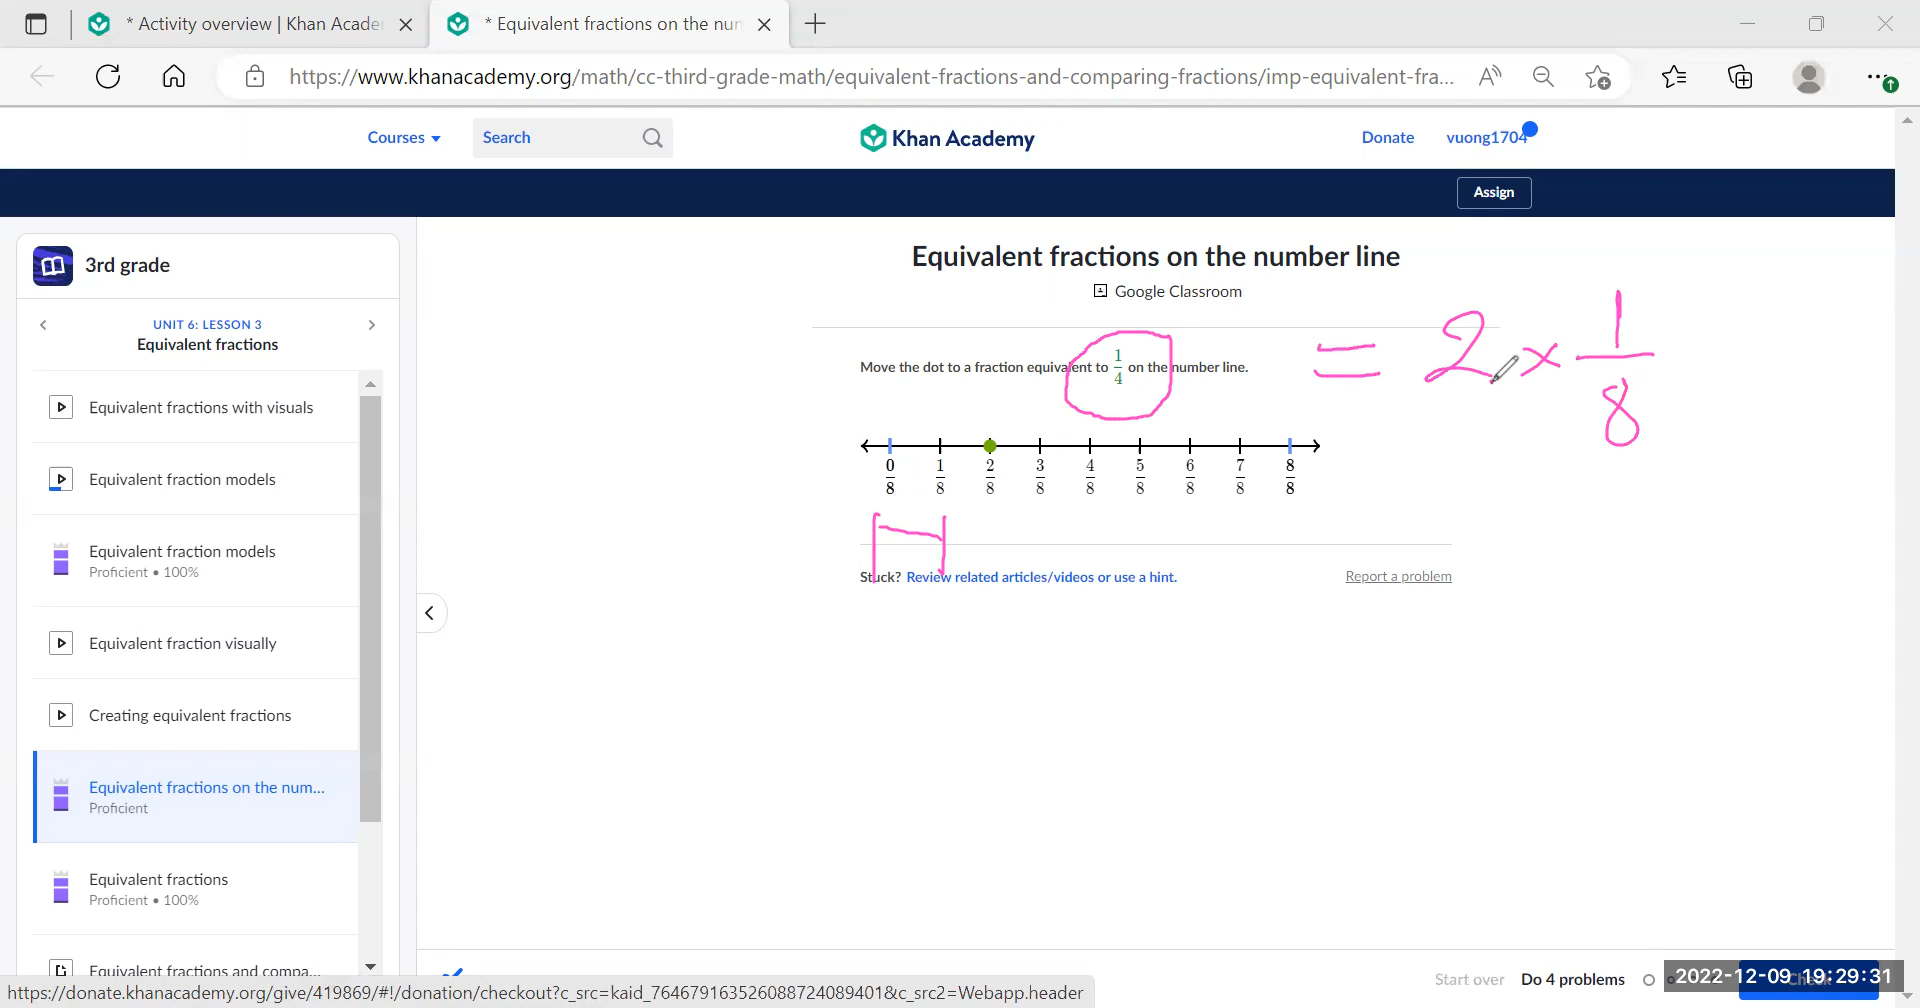 * Activity overview | Khan Acade
* Equivalent fractions on the nu
https://www.khanacademy.org/math/cc-third-grade-math/equivalent-fractions-and-comparing-fractions/imp-equivalent-fra...
Courses
Search
Khan Academy
Donate
vuong1704
Assign
3rd grade
UNIT 6: LESSON 3
Equivalent fractions
Equivalent fractions with visuals
Equivalent fraction models
Equivalent fraction models
Proficient • 100%
Equivalent fraction visually
Creating equivalent fractions
Equivalent fractions on the num...
Proficient
Equivalent fractions
Proficient • 100%
Equivalent fractions and compa...
Equivalent fractions on the number line
Google Classroom
Move the dot to a fraction equivalent to 1/4 on the number line.
= 2 × 1/8
0/8 1/8 2/8 3/8 4/8 5/8 6/8 7/8 8/8
Stuck? Review related articles/videos or use a hint.
Report a problem
Start over
Do 4 problems
Check
2022-12-09 19:29:31
https://donate.khanacademy.org/give/419869/#!/donation/checkout?c_src=kaid_764679163526088724089401&c_src2=Webapp.header